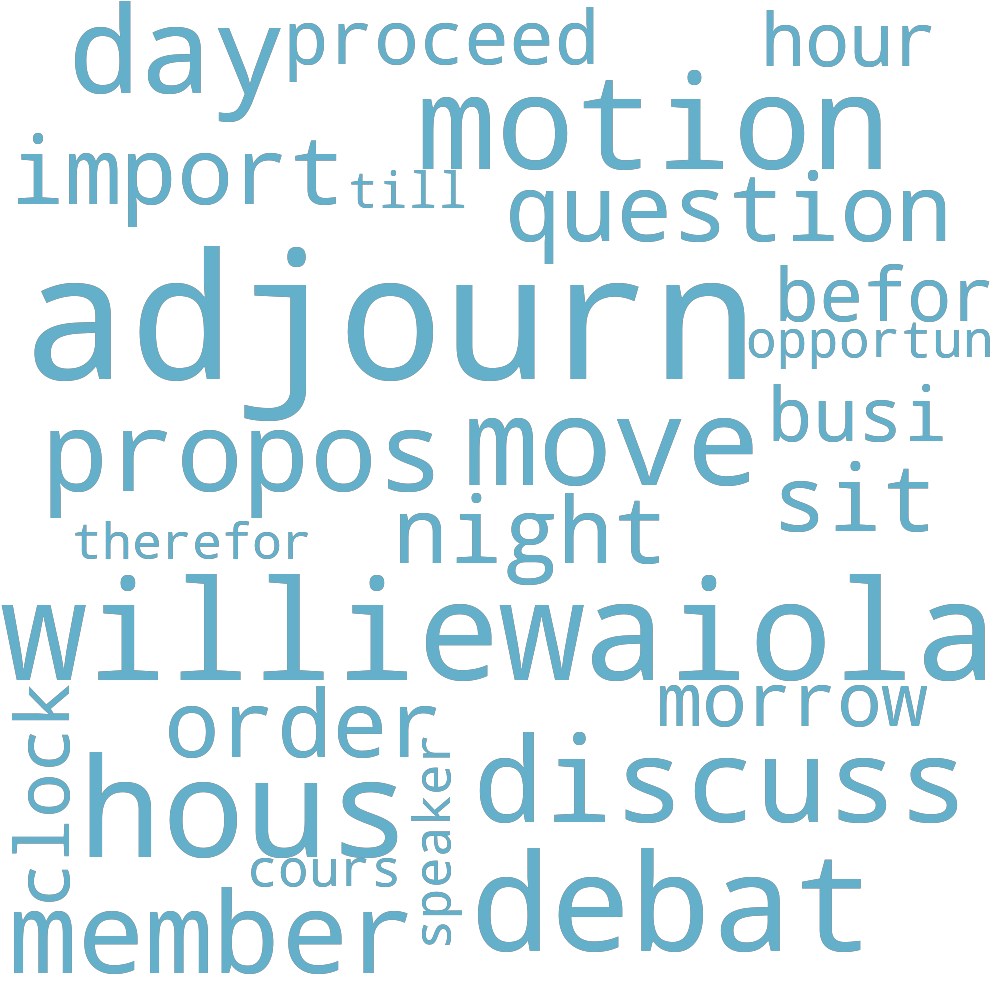 day
proceed
hour
motion
import
till
question
adjourn
befor
opportun
propos
move
busi
sit
night
therefor
williewaiola
clock
order
morrow
hous
speaker
discuss
cours
member
debat